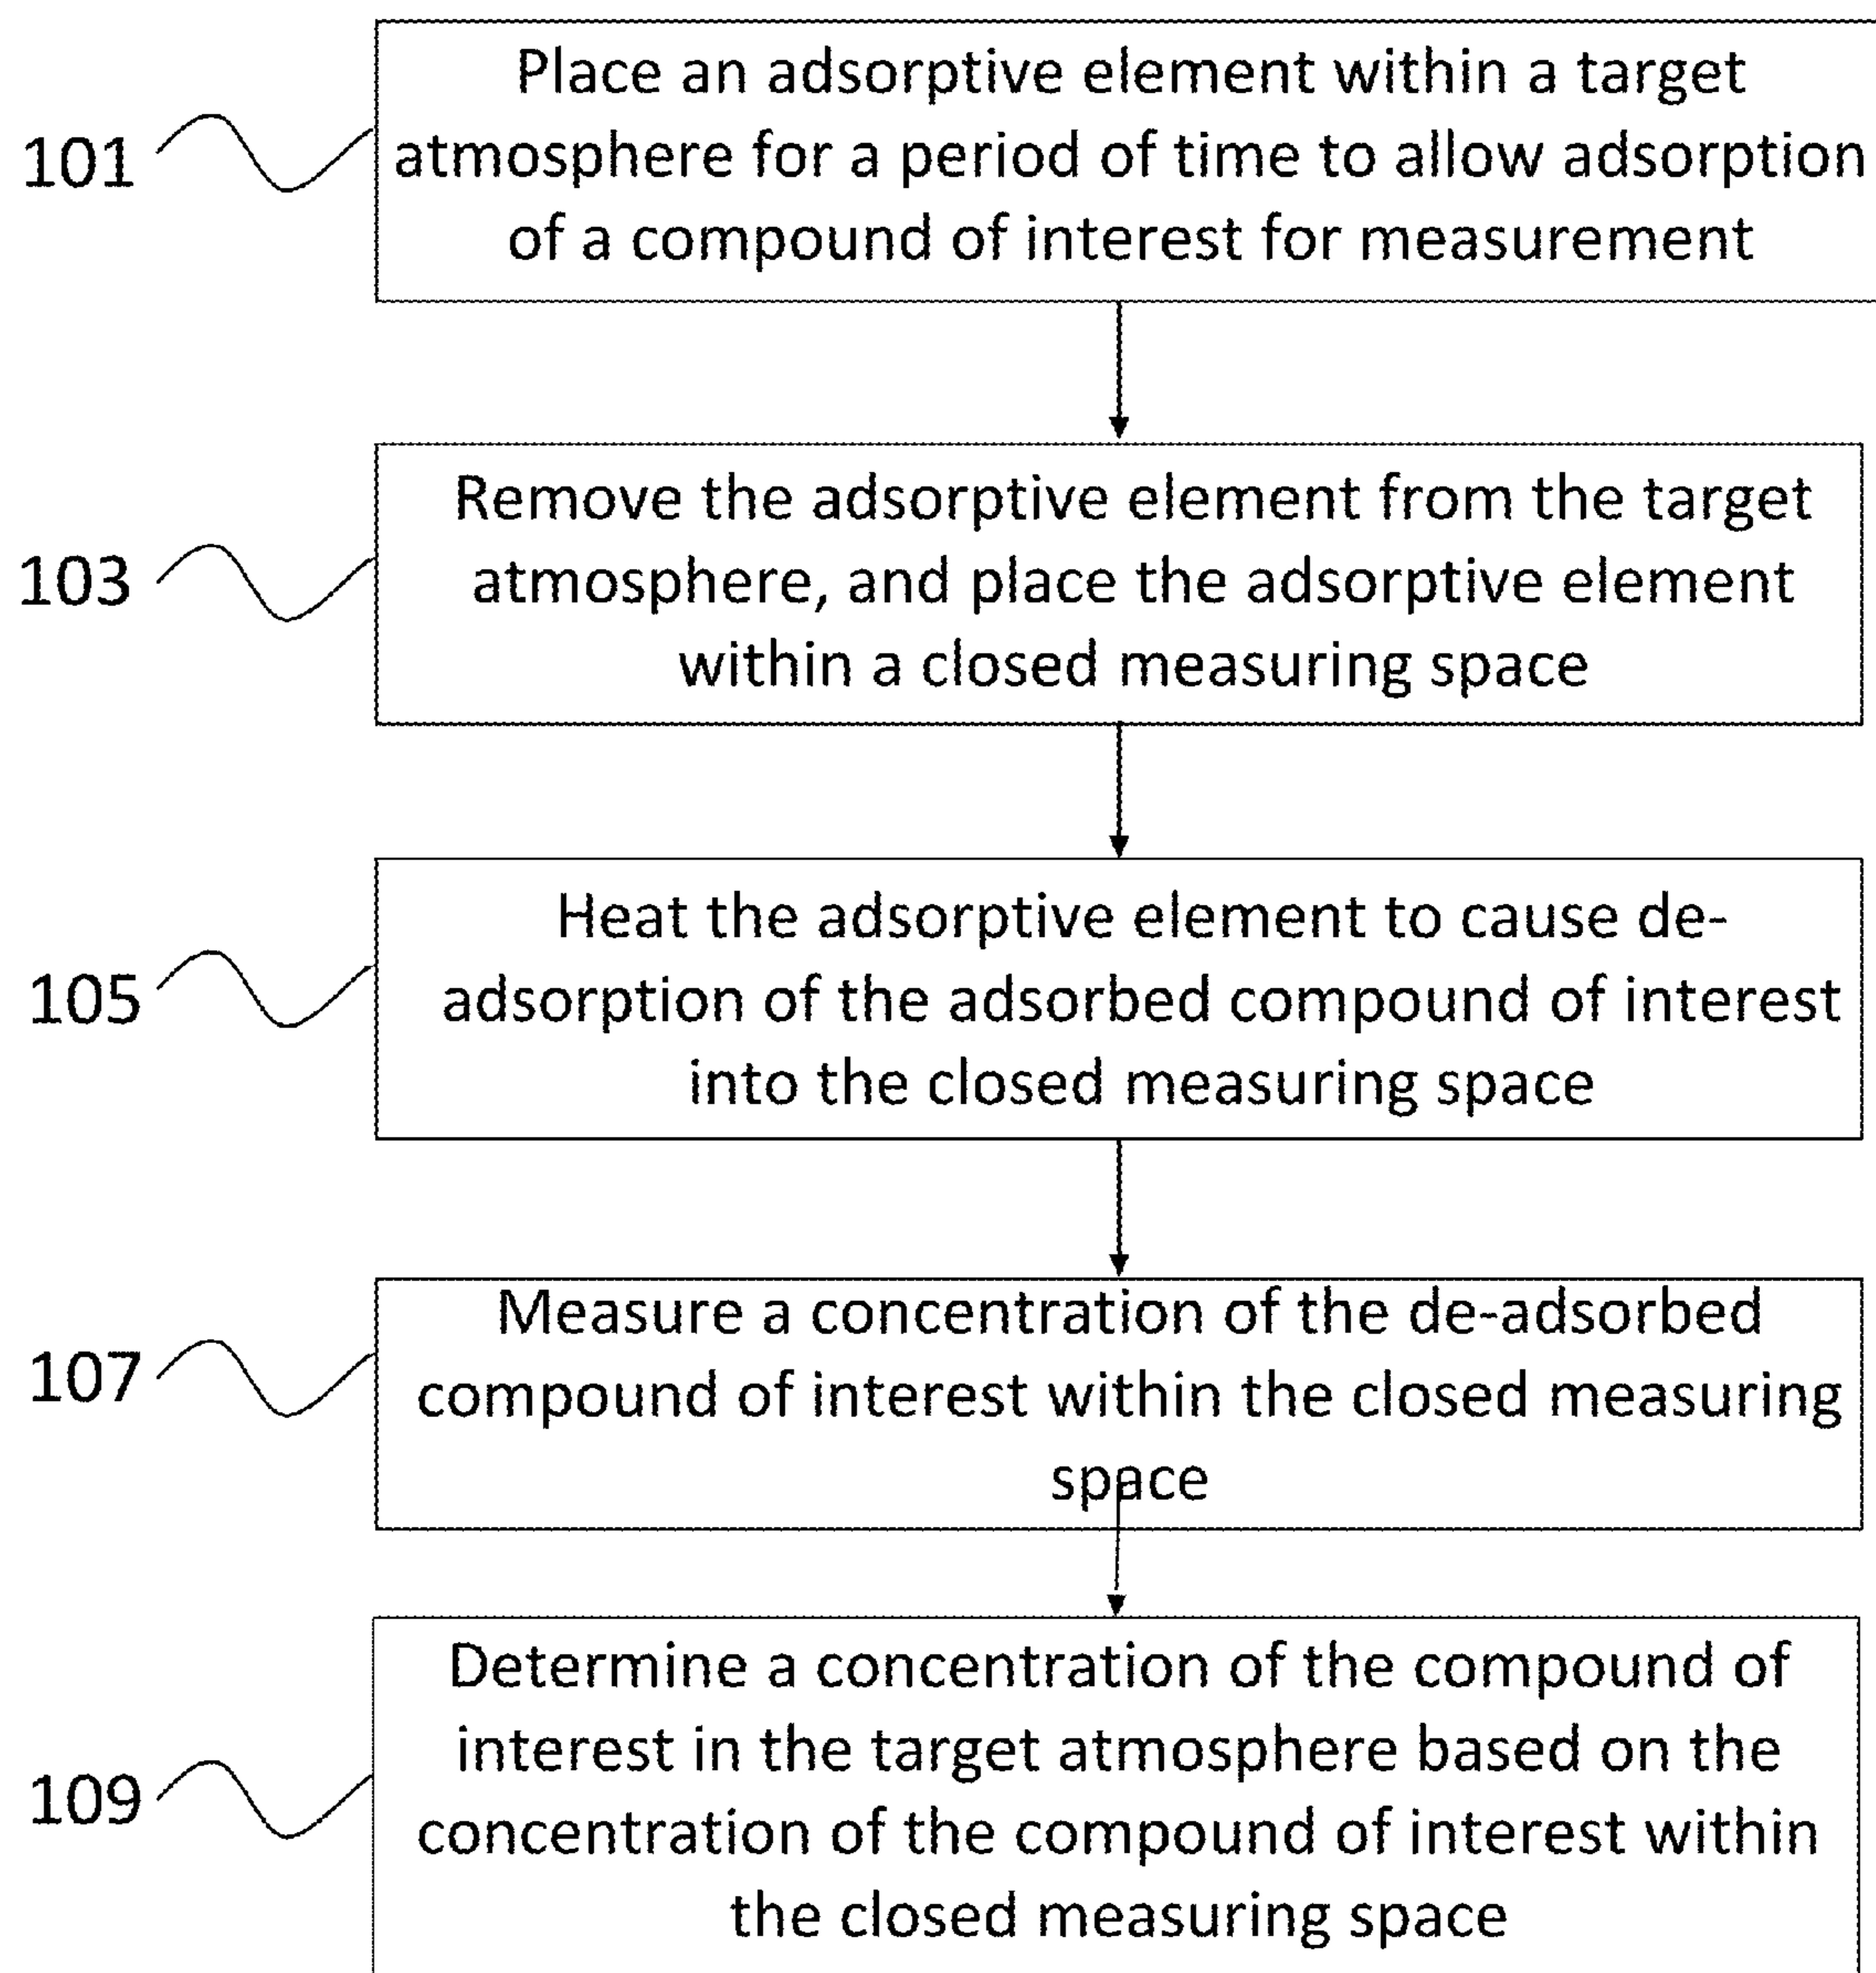 Place an adsorptive element within a target
101
atmosphere for a period of time to allow adsorption
of a compound of interest for measurement
Remove the adsorptive element from the target
103
atmosphere, and place the adsorptive element
within a closed measuring space
Heat the adsorptive element to cause de-
105
adsorption of the adsorbed compound of interest
into the closed measuring space
Measure a concentration of the de-adsorbed
107
compound of interest within the closed measuring
space
Determine a concentration of the compound of
interest in the target atmosphere based on the
109
concentration of the compound of interest within
the closed measuring space